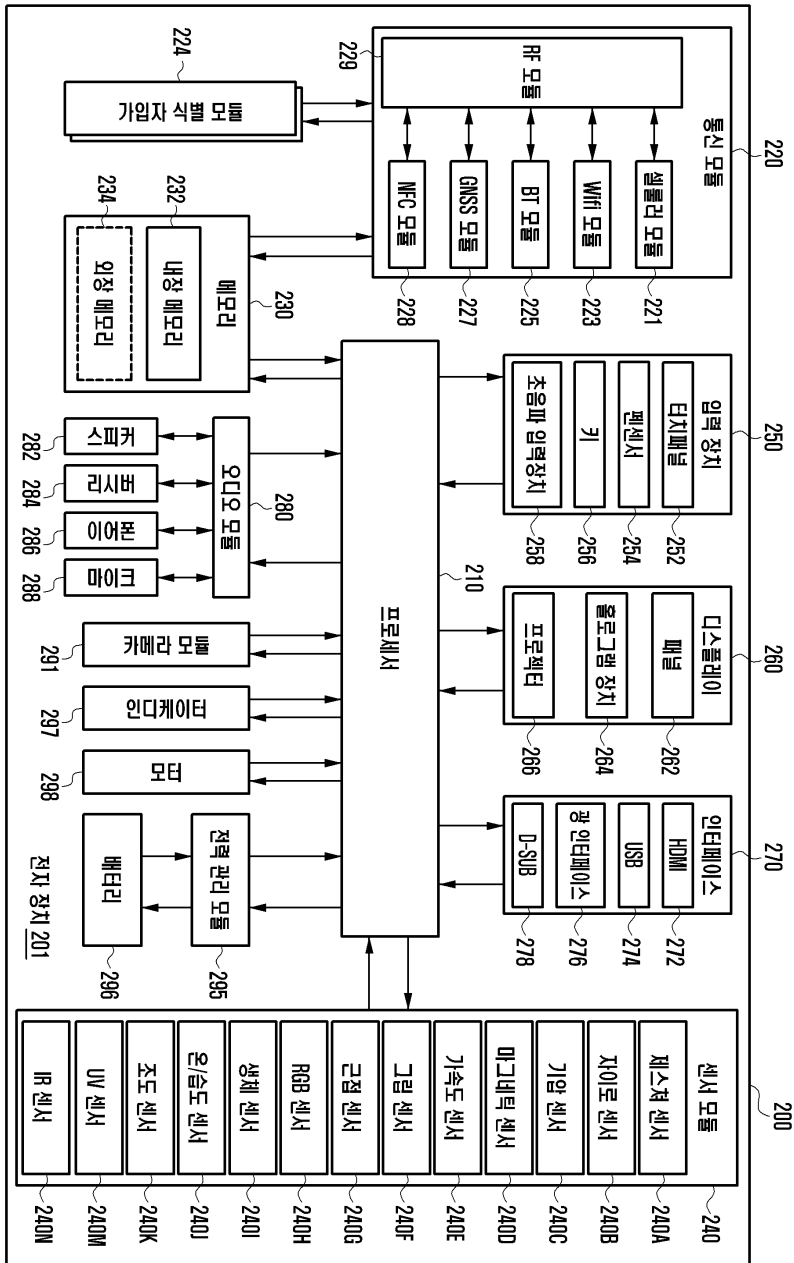 200
220
통신 모듈
셀룰러 모듈
221
Wifi 모듈
223
BT 모듈
225
GNSS 모듈
227
NFC 모듈
228
RF 모듈
229
가입자 식별 모듈
224
메모리
230
내장 메모리
232
외장 메모리
234
입력 장치
250
터치패널
252
펜센서
254
키
256
초음파 입력장치
258
디스플레이
260
패널
262
홀로그램 장치
264
프로젝터
266
인터페이스
270
HDMI
272
USB
274
광 인터페이스
276
D-SUB
278
프로세서
210
오디오 모듈
280
스피커
282
리시버
284
이어폰
286
마이크
288
카메라 모듈
291
인디케이터
297
모터
298
전력 관리 모듈
295
배터리
296
센서 모듈
240
제스쳐 센서
240A
자이로 센서
240B
기압 센서
240C
마그네틱 센서
240D
가속도 센서
240E
그립 센서
240F
근접 센서
240G
RGB 센서
240H
생체 센서
240I
온/습도 센서
240J
조도 센서
240K
UV 센서
240M
IR 센서
240N
전자 장치 201